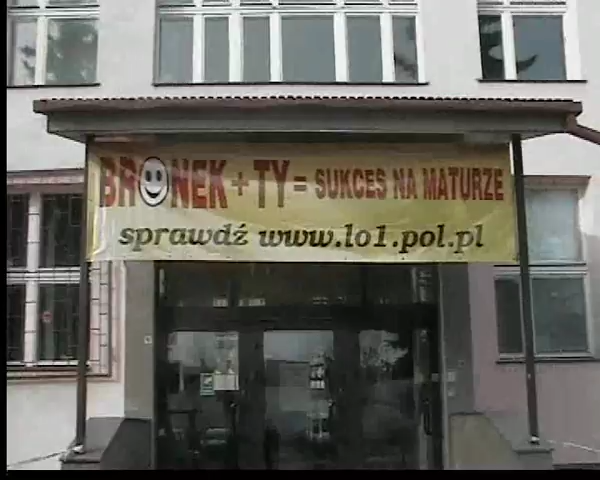 BRONEK + TY = SUKCES NA MATURZE
sprawdź www.lo1.pol.pl